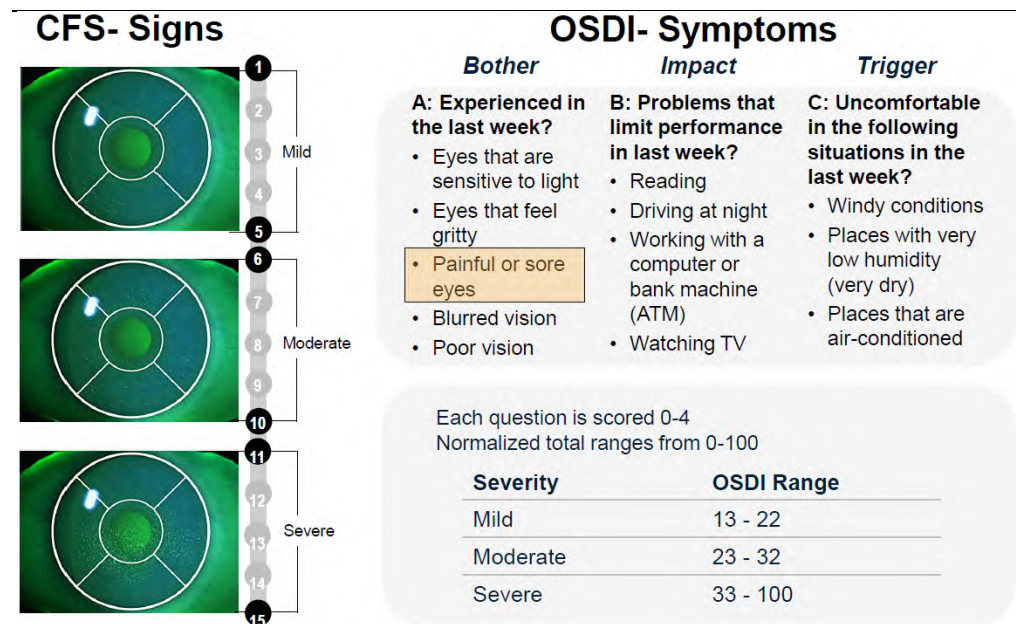 CFS- Signs
1
2
3
4
5
Mild
6
7
8
9
10
Moderate
11
12
13
14
15
Severe
OSDI- Symptoms
Bother
A: Experienced in
the last week?
• Eyes that are
sensitive to light
• Eyes that feel
gritty
• Painful or sore
eyes
• Blurred vision
• Poor vision
Impact
B: Problems that
limit performance
in last week?
• Reading
• Driving at night
• Working with a
computer or
bank machine
(ATM)
• Watching TV
Trigger
C: Uncomfortable
in the following
situations in the
last week?
• Windy conditions
• Places with very
low humidity
(very dry)
• Places that are
air-conditioned
Each question is scored 0-4
Normalized total ranges from 0-100
Severity OSDI Range
Mild 13 - 22
Moderate 23 - 32
Severe 33 - 100